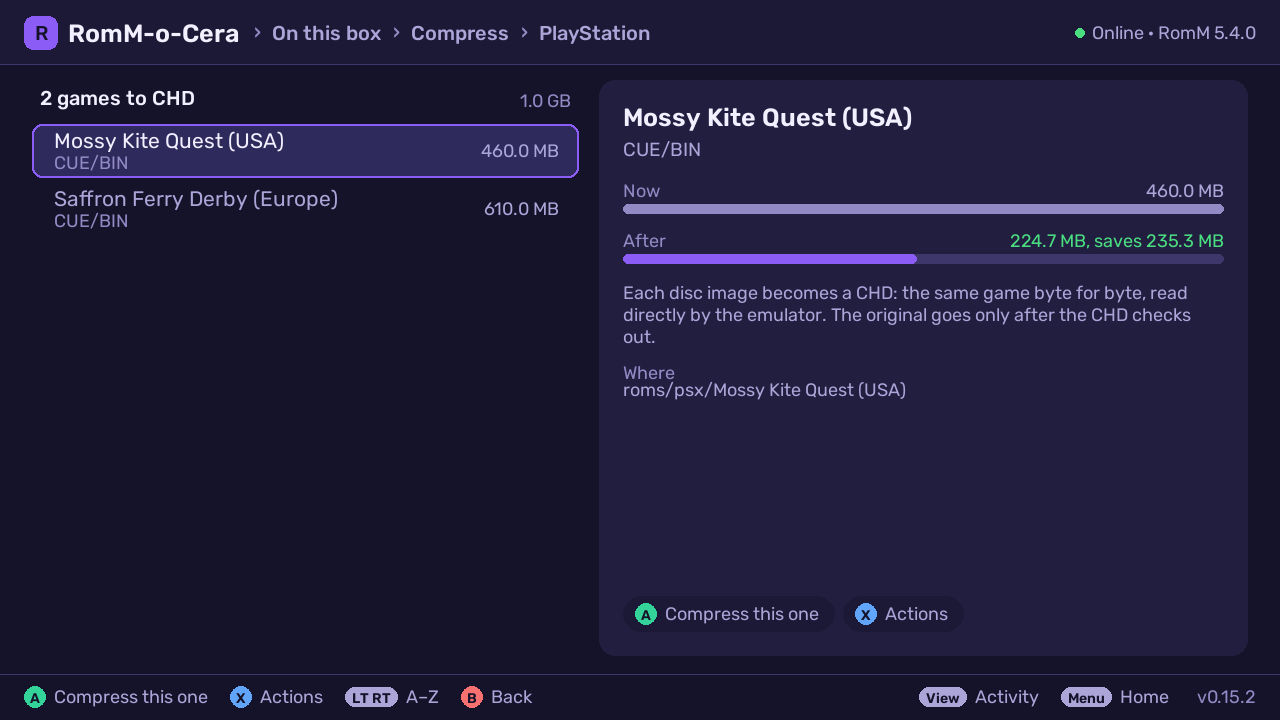 R RomM-o-Cera › On this box › Compress › PlayStation
Online • RomM 5.4.0
2 games to CHD
1.0 GB
Mossy Kite Quest (USA)
CUE/BIN
460.0 MB
Saffron Ferry Derby (Europe)
CUE/BIN
610.0 MB
Mossy Kite Quest (USA)
CUE/BIN
Now 460.0 MB
After 224.7 MB, saves 235.3 MB
Each disc image becomes a CHD: the same game byte for byte, read
directly by the emulator. The original goes only after the CHD checks
out.
Where
roms/psx/Mossy Kite Quest (USA)
A Compress this one X Actions
A Compress this one X Actions LT RT A–Z B Back
View Activity Menu Home v0.15.2